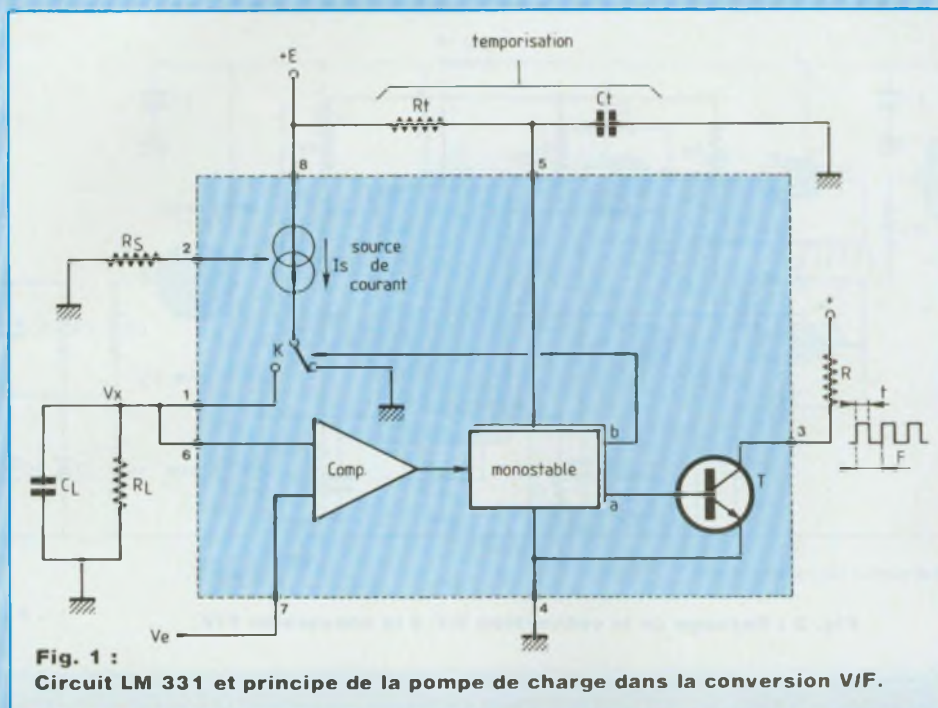 temporisation
+E
Rt
Ct
8
5
RS
2
source
Is de
courant
K
+
R
t
Vx
1
6
b
3
F
CL
RL
Comp.
monostable
a
T
7
4
Ve
Fig. 1 :
Circuit LM 331 et principe de la pompe de charge dans la conversion V/F.